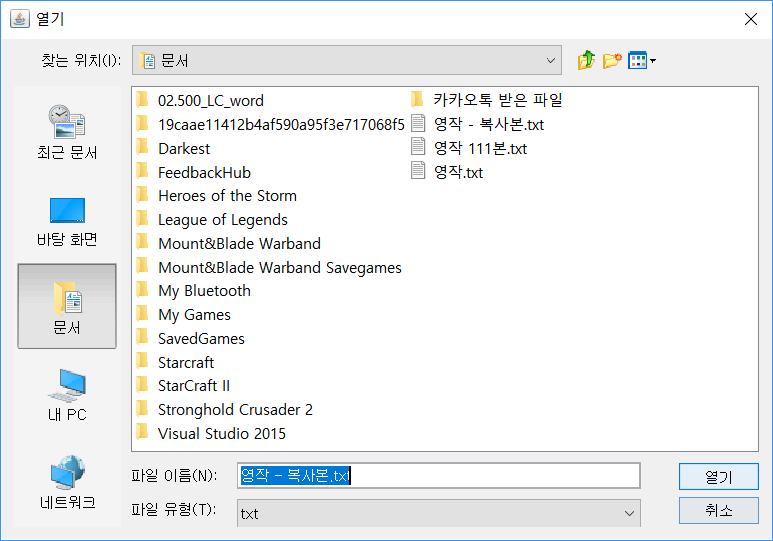 열기
찾는 위치(I):
문서
최근 문서
바탕 화면
문서
내 PC
네트워크
02.500_LC_word
19caae11412b4af590a95f3e717068f5
Darkest
FeedbackHub
Heroes of the Storm
League of Legends
Mount&Blade Warband
Mount&Blade Warband Savegames
My Bluetooth
My Games
SavedGames
Starcraft
StarCraft II
Stronghold Crusader 2
Visual Studio 2015
카카오톡 받은 파일
영작 - 복사본.txt
영작 111본.txt
영작.txt
파일 이름(N):
영작 - 복사본.txt
열기
파일 유형(T):
txt
취소